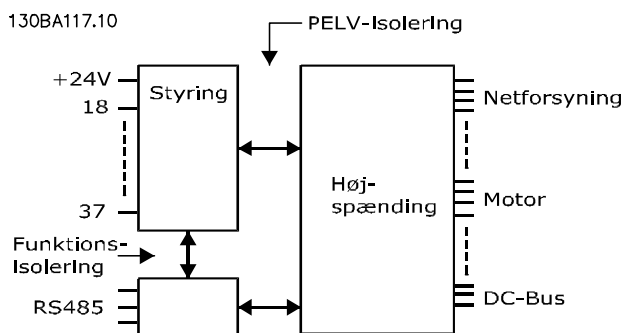 130BA117.10
PELV-Isolering
+24V
18
37
Styring
Høj-
spænding
Netforsyning
Motor
DC-Bus
Funktions-
Isolering
RS485